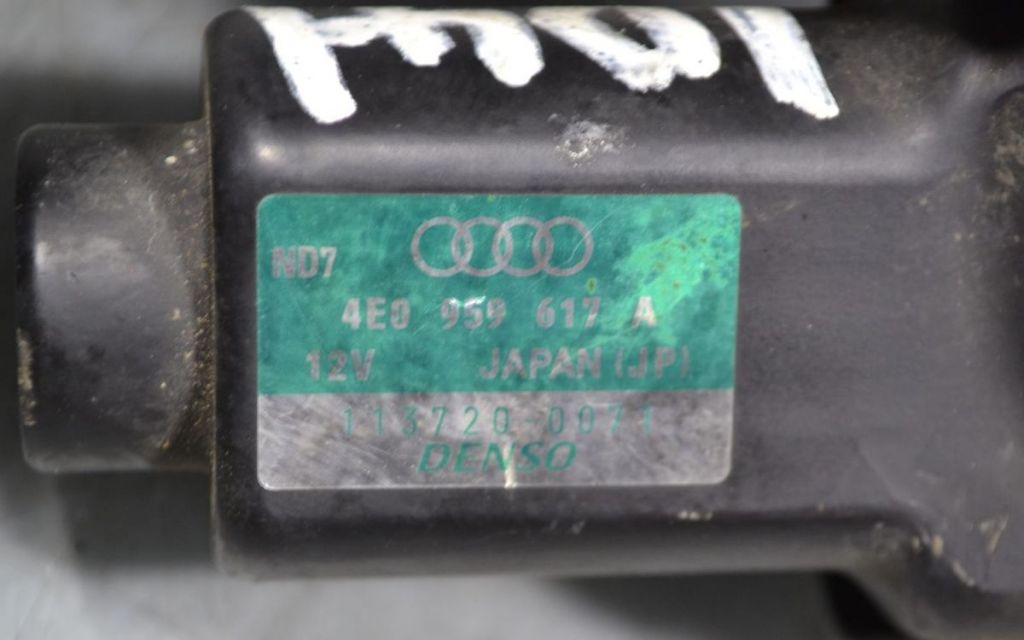 ND7
4E0 959 617 A
12V JAPAN (JP)
113720-0071
DENSO